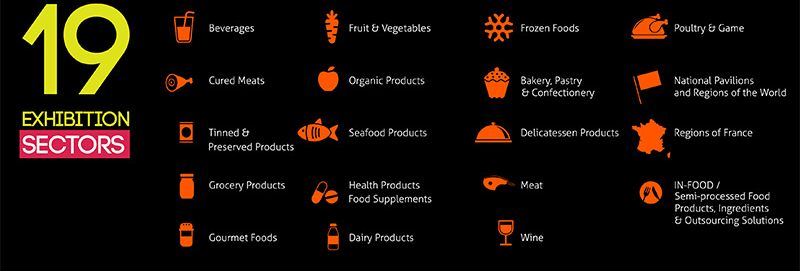 19
EXHIBITION
SECTORS
Beverages
Cured Meats
Tinned &
Preserved Products
Grocery Products
Gourmet Foods
Fruit & Vegetables
Organic Products
Seafood Products
Health Products
Food Supplements
Dairy Products
Frozen Foods
Bakery, Pastry
& Confectionery
Delicatessen Products
Meat
Wine
Poultry & Game
National Pavilions
and Regions of the World
Regions of France
IN-FOOD /
Semi-processed Food
Products, Ingredients
& Outsourcing Solutions